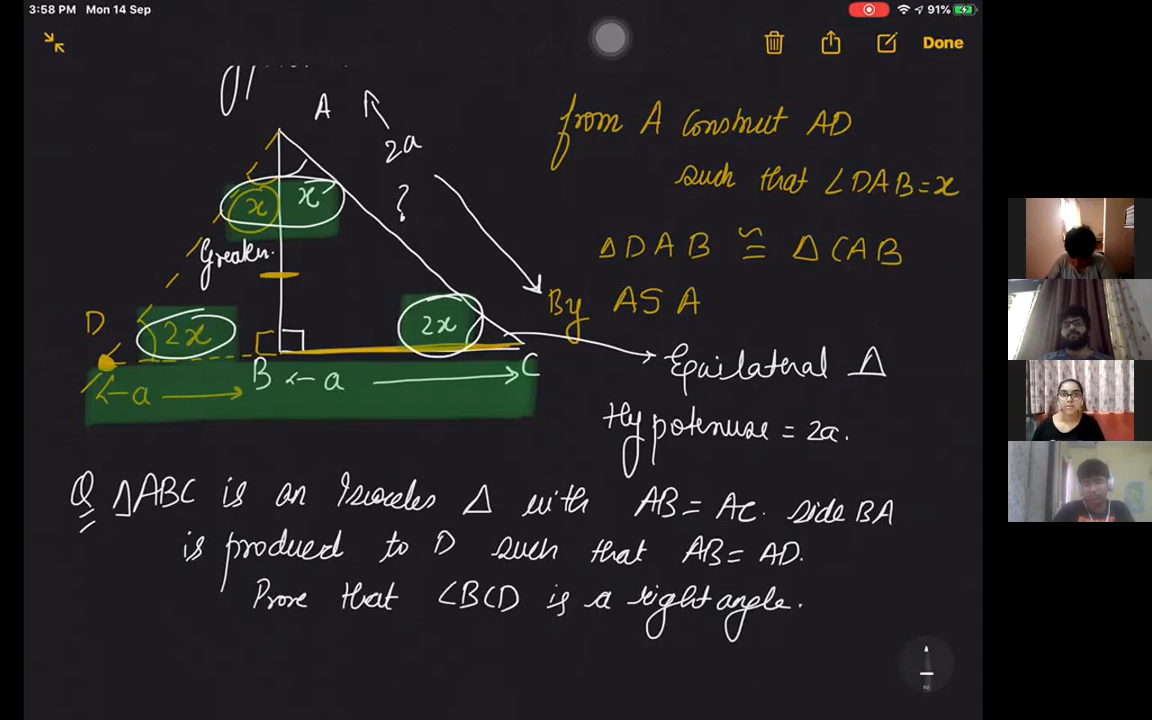 3:58 PM Mon 14 Sep
91%
Done
A
2a
?
x
x
Greater
D
2x
2x
B
C
a
a
from A Construct AD
such that ∠DAB = x
Δ DAB ≅ Δ CAB
By ASA
Equilateral Δ
Hypotenuse = 2a.
Q ΔABC is an Isosceles Δ with AB = AC. side BA
is produced to D such that AB = AD.
Prove that ∠BCD is a right angle.